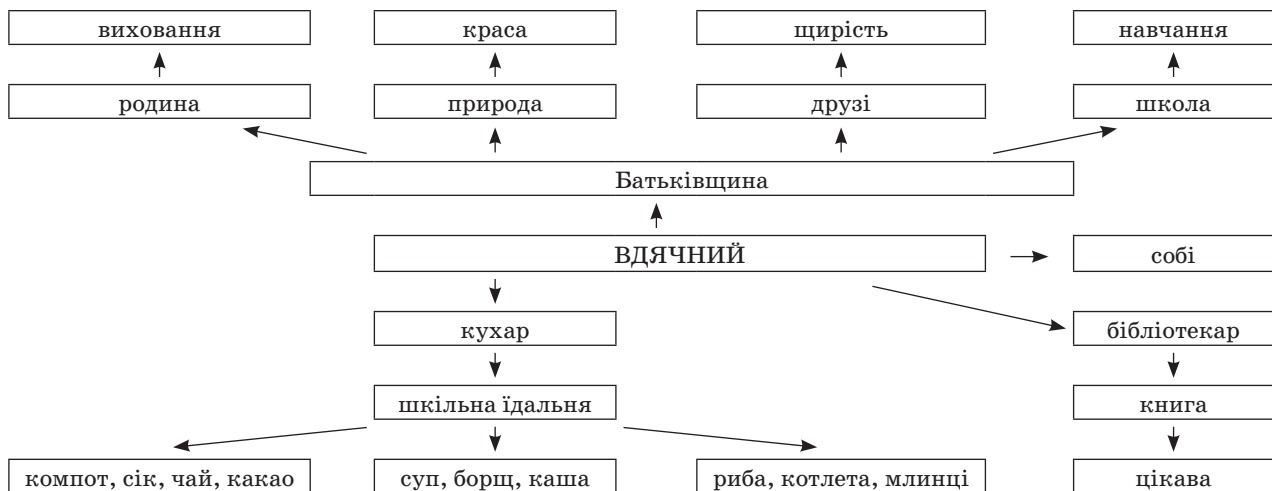 виховання
краса
щирість
навчання
родина
природа
друзі
школа
Батьківщина
ВДЯЧНИЙ
собі
кухар
бібліотекар
шкільна їдальня
книга
компот, сік, чай, какао
суп, борщ, каша
риба, котлета, млинці
цікава